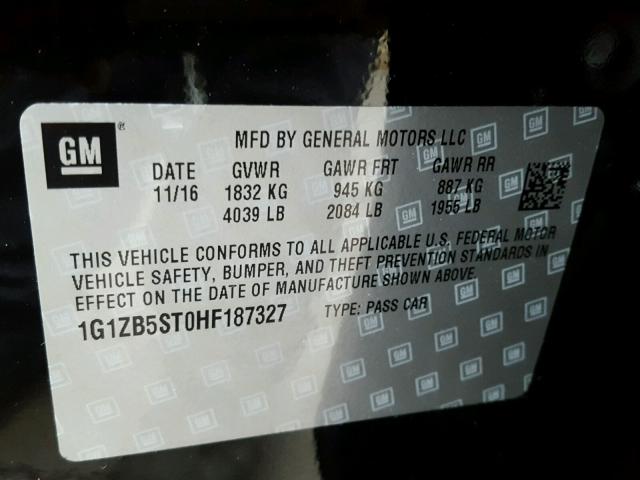 GM®
MFD BY GENERAL MOTORS LLC
DATE GVWR GAWR FRT GAWR RR
11/16 1832 KG 945 KG 887 KG
4039 LB 2084 LB 1955 LB
THIS VEHICLE CONFORMS TO ALL APPLICABLE U.S. FEDERAL MOTOR
VEHICLE SAFETY, BUMPER, AND THEFT PREVENTION STANDARDS IN
EFFECT ON THE DATE OF MANUFACTURE SHOWN ABOVE.
1G1ZB5ST0HF187327 TYPE: PASS CAR